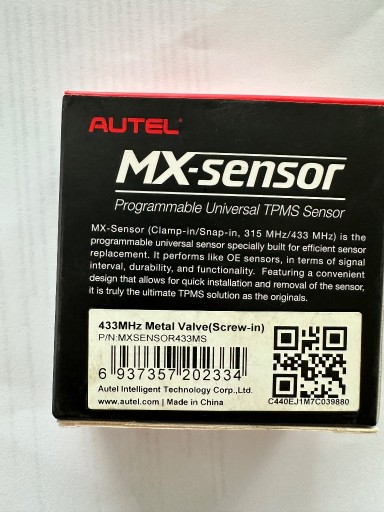 AUTEL
MX-sensor
Programmable Universal TPMS Sensor
MX-Sensor (Clamp-in/Snap-in, 315 MHz/433 MHz) is the
programmable universal sensor specially built for efficient sensor
replacement. It performs like OE sensors, in terms of signal
interval, durability, and functionality. Featuring a convenient
design that allows for quick installation and removal of the sensor,
it is truly the ultimate TPMS solution as the originals.
433MHz Metal Valve(Screw-in)
P/N:MXSENSOR433MS
6 937357 202334
Autel Intelligent Technology Corp.,Ltd.
www.autel.com | Made in China
C440EJ1M7C039880